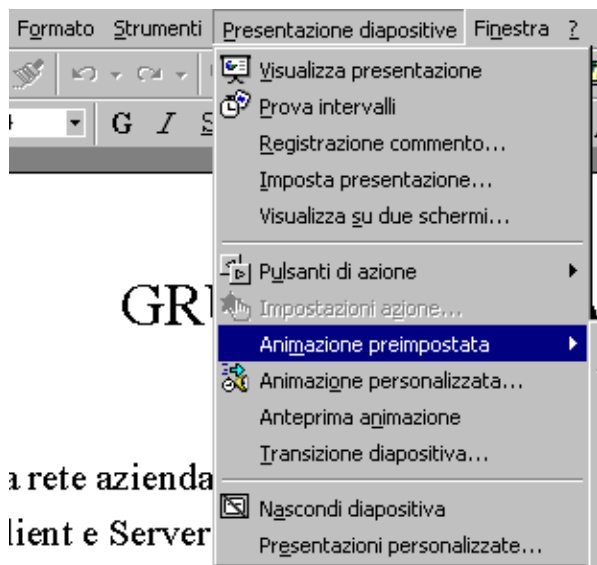 Formato Strumenti Presentazione diapositive Finestra ?
G I S
Visualizza presentazione
Prova intervalli
Registrazione commento...
Imposta presentazione...
Visualizza su due schermi...
Pulsanti di azione
Impostazioni azione...
Animazione preimpostata
Animazione personalizzata...
Anteprima animazione
Transizione diapositiva...
Nascondi diapositiva
Presentazioni personalizzate...
GR
a rete azienda
lient e Server